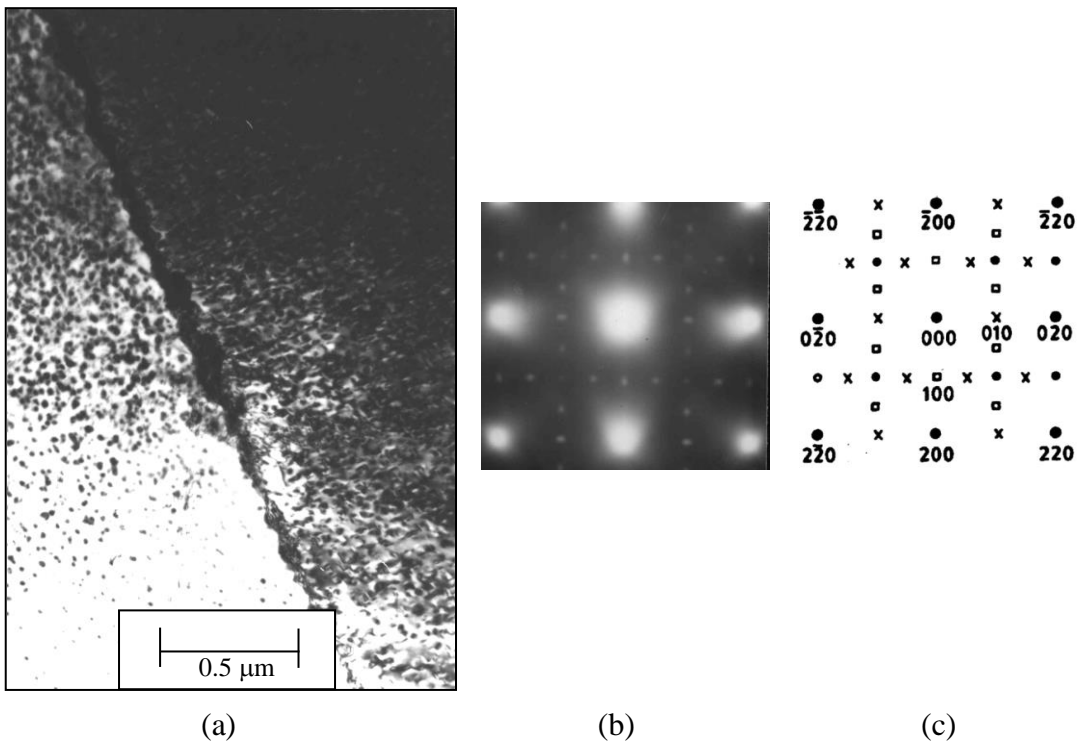 0.5 μm
2̅2̅0 x 2̅00 x 2̅20
x x x x
x x
02̅0 000 010 020
x x x x
100
22̅0 x 200 x 220
(a) (b) (c)